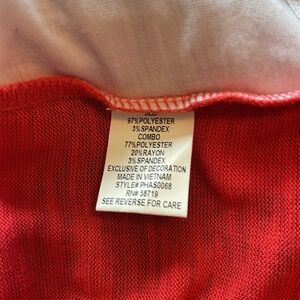 97%POLYESTER
3%SPANDEX
COMBO
77%POLYESTER
20%RAYON
3%SPANDEX
EXCLUSIVE OF DECORATION
MADE IN VIETNAM
STYLE# PHAS0068
RN# 58719
SEE REVERSE FOR CARE